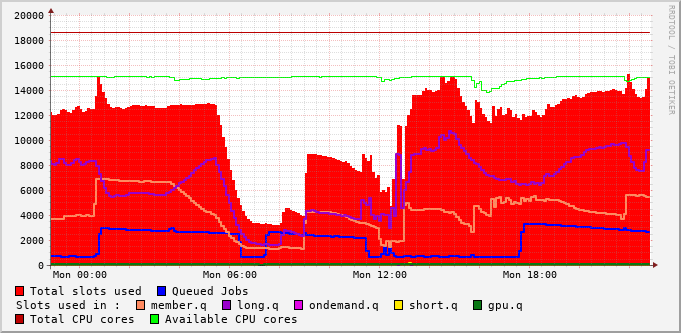 20000
18000
16000
14000
12000
10000
8000
6000
4000
2000
0
Mon 00:00 Mon 06:00 Mon 12:00 Mon 18:00
RRDTOOL / TOBI OETIKER
Total slots used Queued Jobs
Slots used in : member.q long.q ondemand.q short.q gpu.q
Total CPU cores Available CPU cores